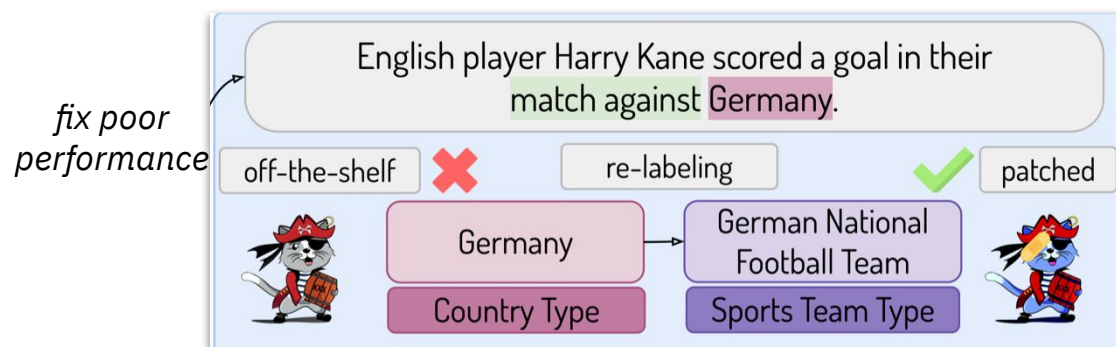 English player Harry Kane scored a goal in their
match against Germany.
fix poor
performance
off-the-shelf
re-labeling
patched
Germany
German National
Football Team
Country Type
Sports Team Type